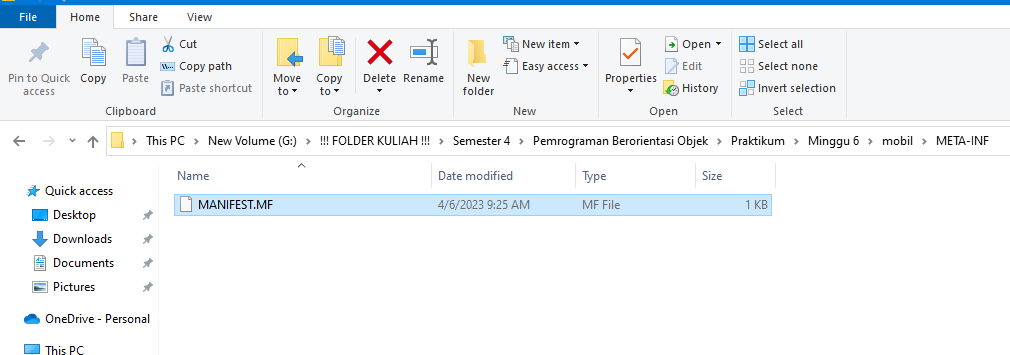 File Home Share View
Pin to Quick access
Copy
Paste
Cut
Copy path
Paste shortcut
Clipboard
Move to
Copy to
Delete
Rename
Organize
New folder
New item
Easy access
New
Properties
Open
Edit
History
Open
Select all
Select none
Invert selection
Select
This PC > New Volume (G:) > !!! FOLDER KULIAH !!! > Semester 4 > Pemrograman Berorientasi Objek > Praktikum > Minggu 6 > mobil > META-INF
Name Date modified Type Size
MANIFEST.MF 4/6/2023 9:25 AM MF File 1 KB
Quick access
Desktop
Downloads
Documents
Pictures
OneDrive - Personal
This PC